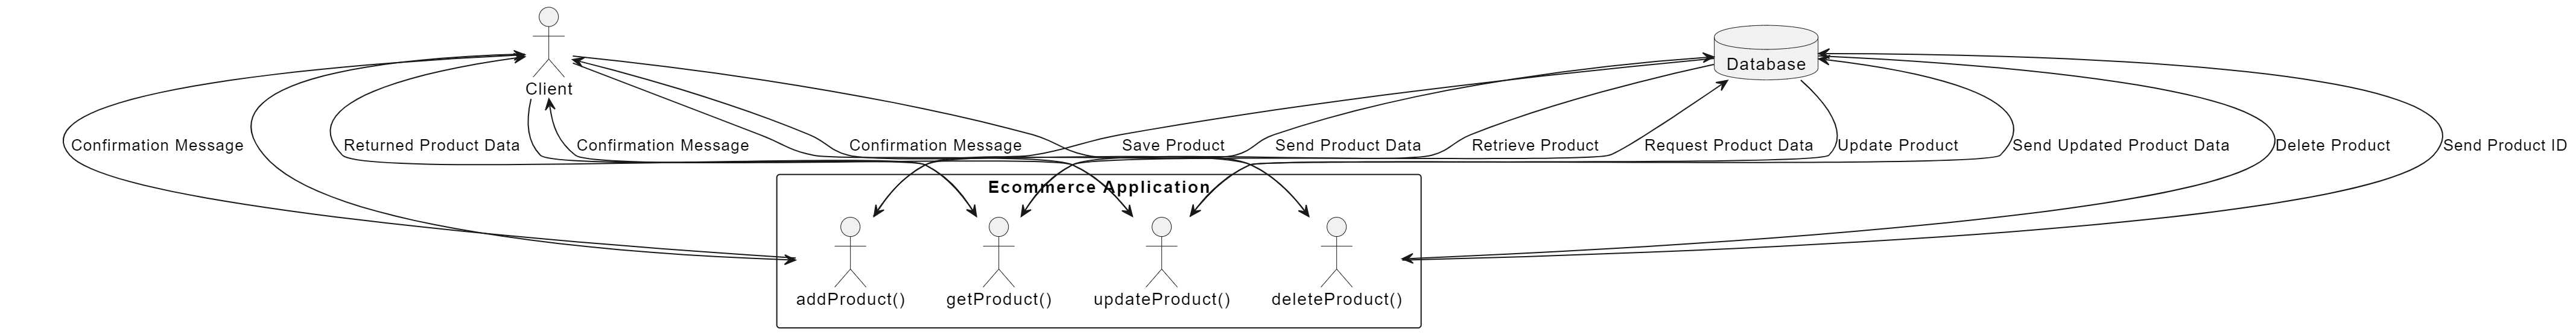 Database
Client
Confirmation Message
Returned Product Data
Confirmation Message
Confirmation Message
Save Product
Send Product Data
Retrieve Product
Request Product Data
Update Product
Send Updated Product Data
Delete Product
Send Product ID
Ecommerce Application
addProduct()
getProduct()
updateProduct()
deleteProduct()